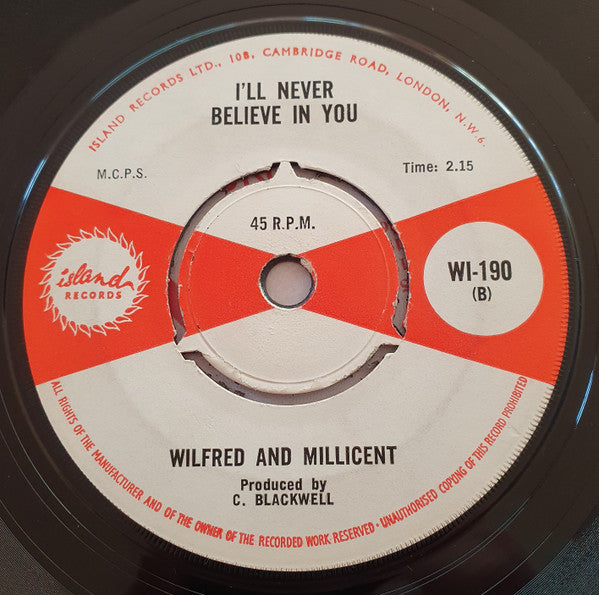 ISLAND RECORDS LTD., 108, CAMBRIDGE ROAD, LONDON, N.W.6.
I'LL NEVER
BELIEVE IN YOU
M.C.P.S.
Time: 2.15
45 R.P.M.
island
RECORDS
WI-190
(B)
WILFRED AND MILLICENT
Produced by
C. BLACKWELL
ALL RIGHTS OF THE MANUFACTURER AND OF THE OWNER OF THE RECORDED WORK RESERVED · UNAUTHORISED COPYING OF THIS RECORD PROHIBITED